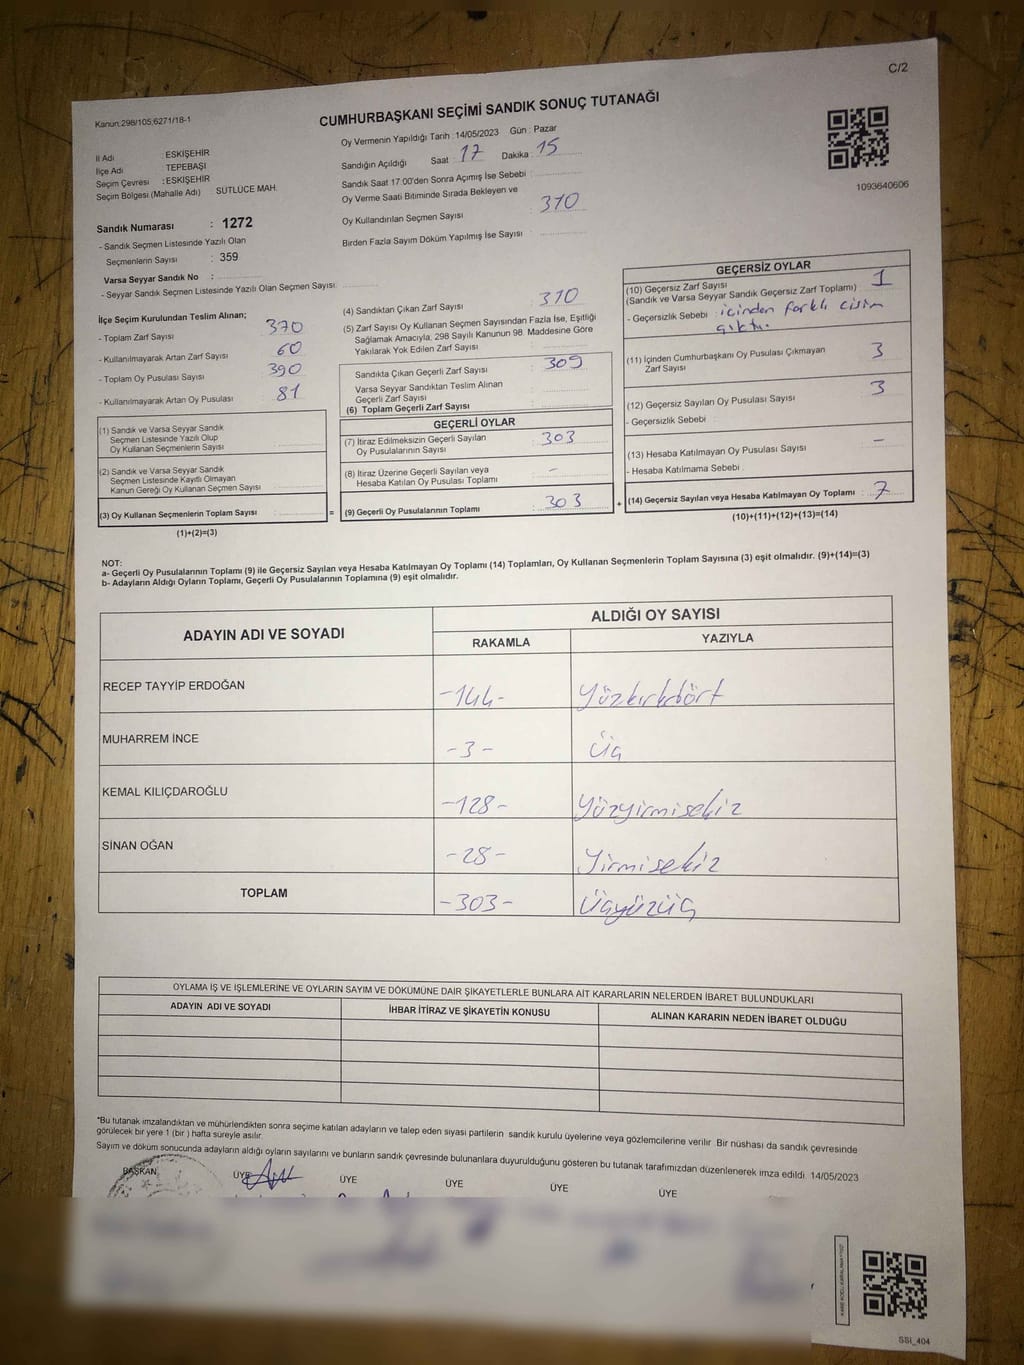 C/2
Kanun:298/105;6271/18-1
CUMHURBAŞKANI SEÇİMİ SANDIK SONUÇ TUTANAĞI
İl Adı : ESKİŞEHİR
İlçe Adı : TEPEBAŞI
Seçim Çevresi : ESKİŞEHİR
Seçim Bölgesi (Mahalle Adı) SÜTLÜCE MAH.
Oy Vermenin Yapıldığı Tarih : 14/05/2023 Gün : Pazar
Sandığın Açıldığı Saat : 17 Dakika : 15
Sandık Saat 17:00'den Sonra Açımış İse Sebebi :
Oy Verme Saati Bitiminde Sırada Bekleyen ve
Oy Kullandırılan Seçmen Sayısı : 310
Birden Fazla Sayım Döküm Yapılmış İse Sayısı :
1093640606
Sandık Numarası : 1272
- Sandık Seçmen Listesinde Yazılı Olan
Seçmenlerin Sayısı : 359
Varsa Seyyar Sandık No :
- Seyyar Sandık Seçmen Listesinde Yazılı Olan Seçmen Sayısı:
İlçe Seçim Kurulundan Teslim Alınan;
- Toplam Zarf Sayısı : 370
- Kullanılmayarak Artan Zarf Sayısı : 60
- Toplam Oy Pusulası Sayısı : 390
- Kullanılmayarak Artan Oy Pusulası : 81
(1) Sandık ve Varsa Seyyar Sandık
Seçmen Listesinde Yazılı Olup
Oy Kullanan Seçmenlerin Sayısı :
(2) Sandık ve Varsa Seyyar Sandık
Seçmen Listesinde Kayıtlı Olmayan
Kanun Gereği Oy Kullanan Seçmen Sayısı :
(3) Oy Kullanan Seçmenlerin Toplam Sayısı :
(1)+(2)=(3)
=
(4) Sandıktan Çıkan Zarf Sayısı : 310
(5) Zarf Sayısı Oy Kullanan Seçmen Sayısından Fazla İse, Eşitliği
Sağlamak Amacıyla; 298 Sayılı Kanunun 98. Maddesine Göre
Yakılarak Yok Edilen Zarf Sayısı :
Sandıkta Çıkan Geçerli Zarf Sayısı : 309
Varsa Seyyar Sandıktan Teslim Alınan
Geçerli Zarf Sayısı :
(6) Toplam Geçerli Zarf Sayısı :
GEÇERLİ OYLAR
(7) İtiraz Edilmeksizin Geçerli Sayılan
Oy Pusulalarının Sayısı : 303
(8) İtiraz Üzerine Geçerli Sayılan veya
Hesaba Katılan Oy Pusulası Toplamı : -
(9) Geçerli Oy Pusulalarının Toplamı : 303
+
GEÇERSİZ OYLAR
(10) Geçersiz Zarf Sayısı : 1
(Sandık ve Varsa Seyyar Sandık Geçersiz Zarf Toplamı)
- Geçersizlik Sebebi : içinden farklı cisim
çıktı.
(11) İçinden Cumhurbaşkanı Oy Pusulası Çıkmayan
Zarf Sayısı : 3
(12) Geçersiz Sayılan Oy Pusulası Sayısı : 3
- Geçersizlik Sebebi :
(13) Hesaba Katılmayan Oy Pusulası Sayısı : -
- Hesaba Katılmama Sebebi :
(14) Geçersiz Sayılan veya Hesaba Katılmayan Oy Toplamı : 7
(10)+(11)+(12)+(13)=(14)
NOT:
a- Geçerli Oy Pusulalarının Toplamı (9) ile Geçersiz Sayılan veya Hesaba Katılmayan Oy Toplamı (14) Toplamları, Oy Kullanan Seçmenlerin Toplam Sayısına (3) eşit olmalıdır. (9)+(14)=(3)
b- Adayların Aldığı Oyların Toplamı, Geçerli Oy Pusulalarının Toplamına (9) eşit olmalıdır.
ADAYIN ADI VE SOYADI
ALDIĞI OY SAYISI
RAKAMLA YAZIYLA
RECEP TAYYİP ERDOĞAN -144- Yüzkırkdört
MUHARREM İNCE -3- Üç
KEMAL KILIÇDAROĞLU -128- Yüzyirmisekiz
SİNAN OĞAN -28- Yirmisekiz
TOPLAM -303- Üçyüzüç
OYLAMA İŞ VE İŞLEMLERİNE VE OYLARIN SAYIM VE DÖKÜMÜNE DAİR ŞİKAYETLERLE BUNLARA AİT KARARLARIN NELERDEN İBARET BULUNDUKLARI
ADAYIN ADI VE SOYADI İHBAR İTİRAZ VE ŞİKAYETİN KONUSU ALINAN KARARIN NEDEN İBARET OLDUĞU
*Bu tutanak imzalandıktan ve mühürlendikten sonra seçime katılan adayların ve talep eden siyasi partilerin sandık kurulu üyelerine veya gözlemcilerine verilir. Bir nüshası da sandık çevresinde
görülecek bir yere 1 (bir) hafta süreyle asılır.
Sayım ve döküm sonucunda adayların aldığı oyların sayılarını ve bunların sandık çevresinde bulunanlara duyurulduğunu gösteren bu tutanak tarafımızdan düzenlenerek imza edildi. 14/05/2023
BAŞKAN ÜYE ÜYE ÜYE ÜYE ÜYE
SSİ_404